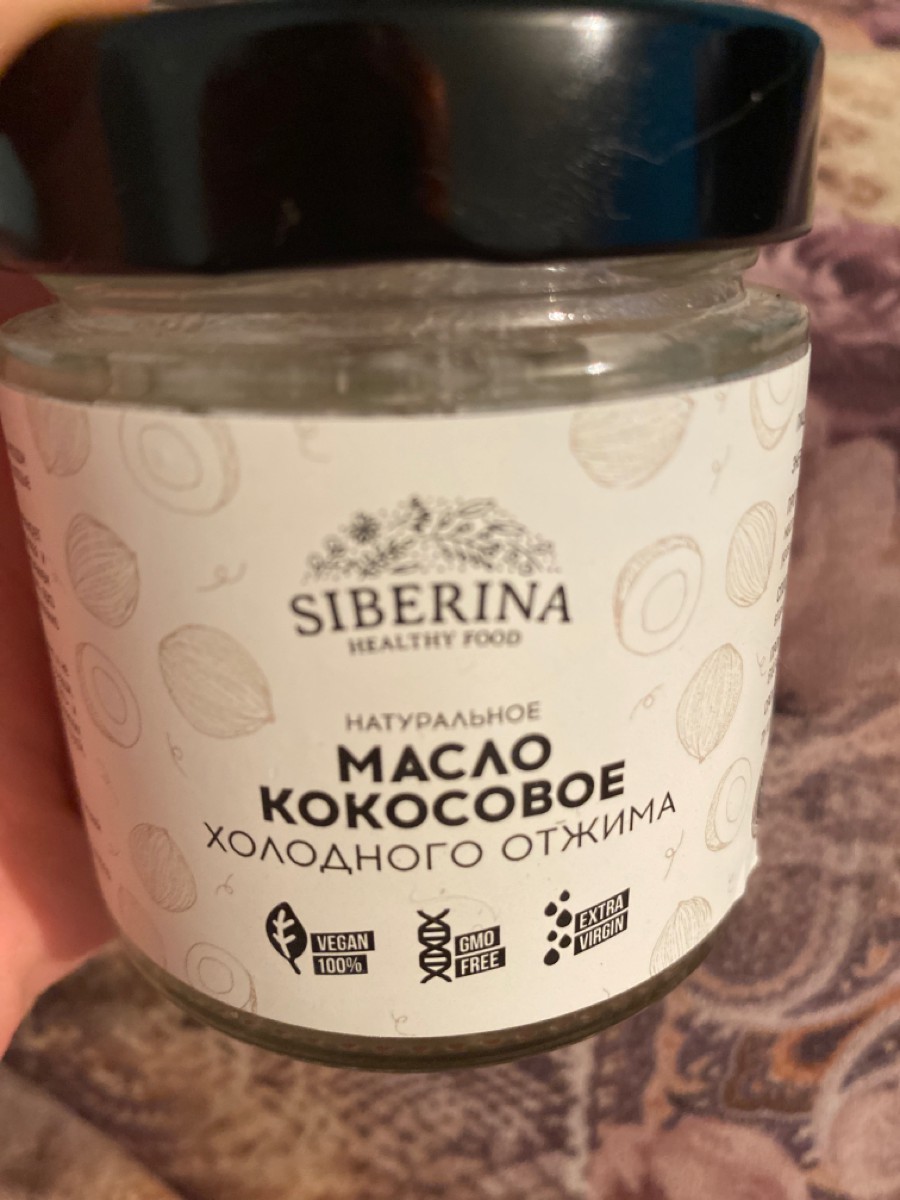 SIBERINA
HEALTHY FOOD
НАТУРАЛЬНОЕ
МАСЛО
КОКОСОВОЕ
ХОЛОДНОГО ОТЖИМА
VEGAN
100%
GMO
FREE
EXTRA
VIRGIN